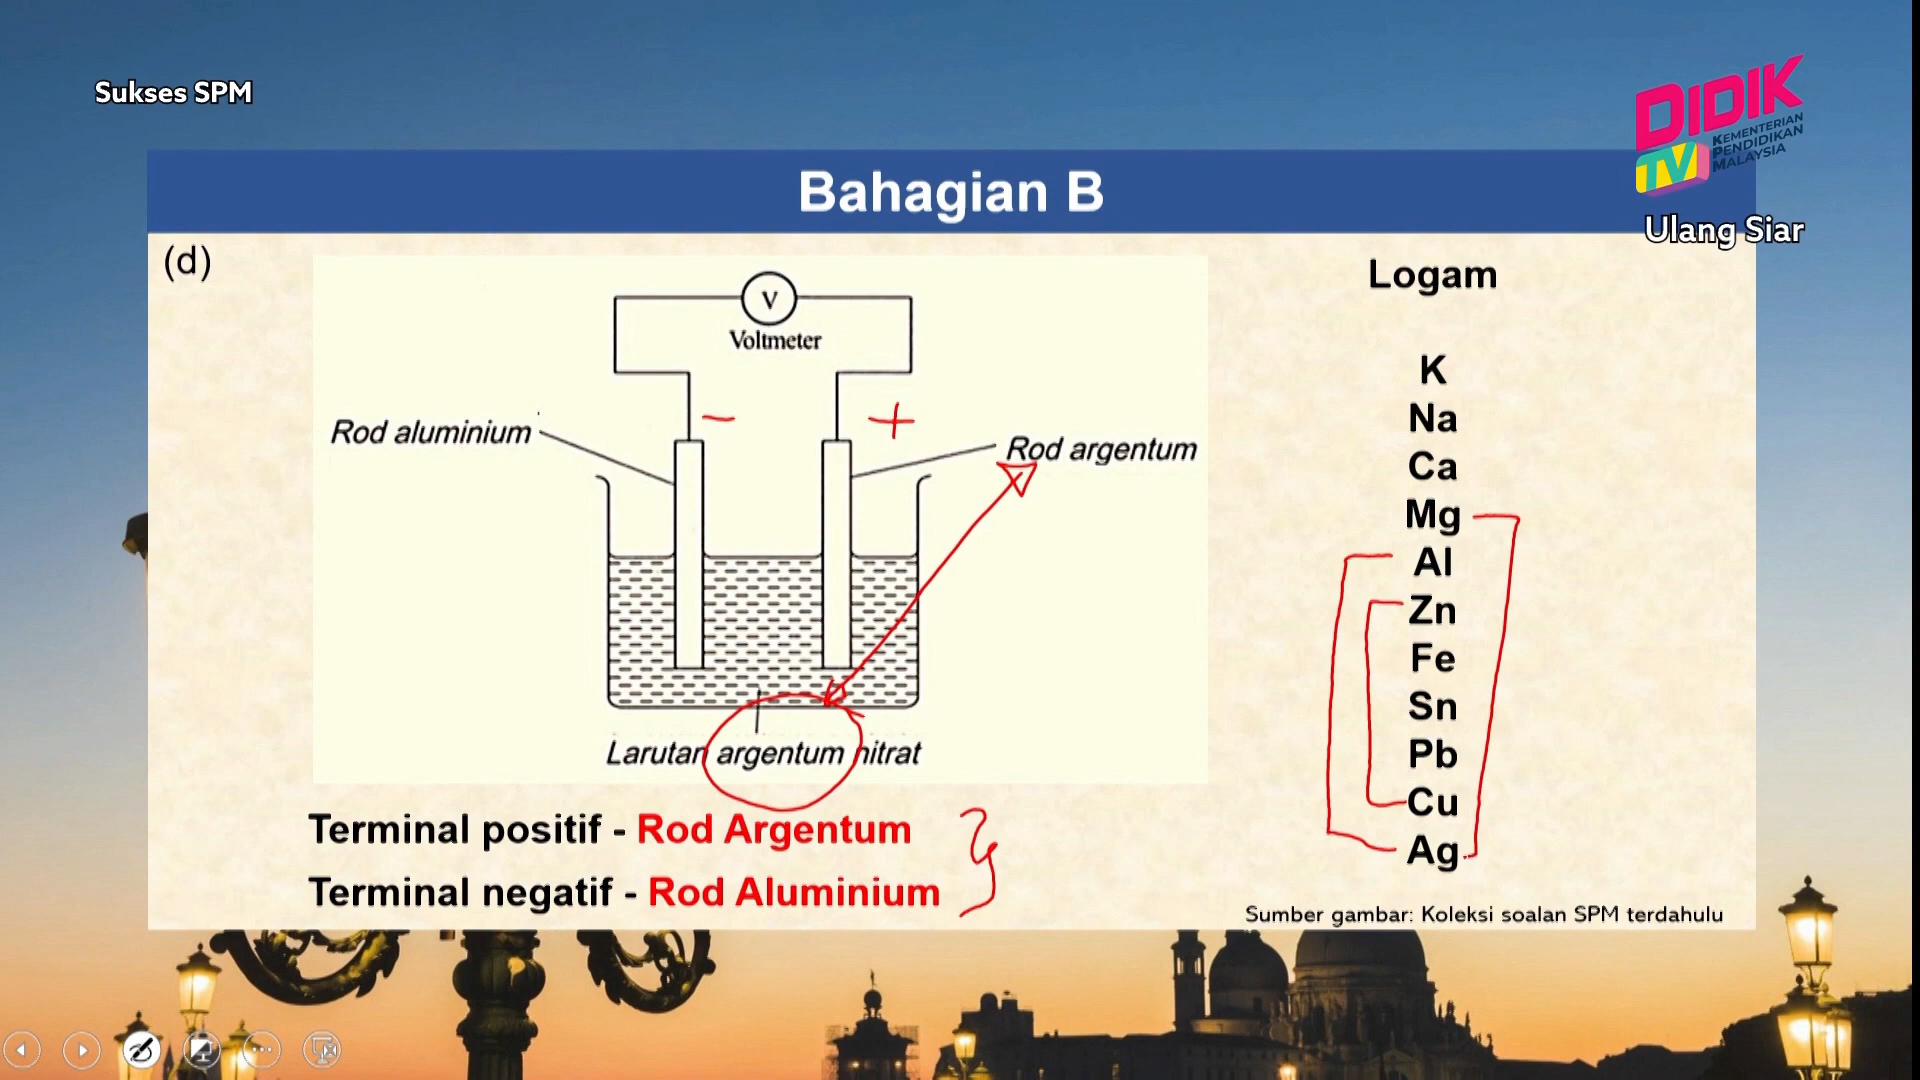 Sukses SPM
DIDIK
TV
KEMENTERIAN
PENDIDIKAN
MALAYSIA
Ulang Siar
Bahagian B
(d)
V
Voltmeter
Rod aluminium
− +
Rod argentum
Larutan argentum nitrat
Terminal positif - Rod Argentum
Terminal negatif - Rod Aluminium
Logam
K
Na
Ca
Mg
Al
Zn
Fe
Sn
Pb
Cu
Ag
Sumber gambar: Koleksi soalan SPM terdahulu